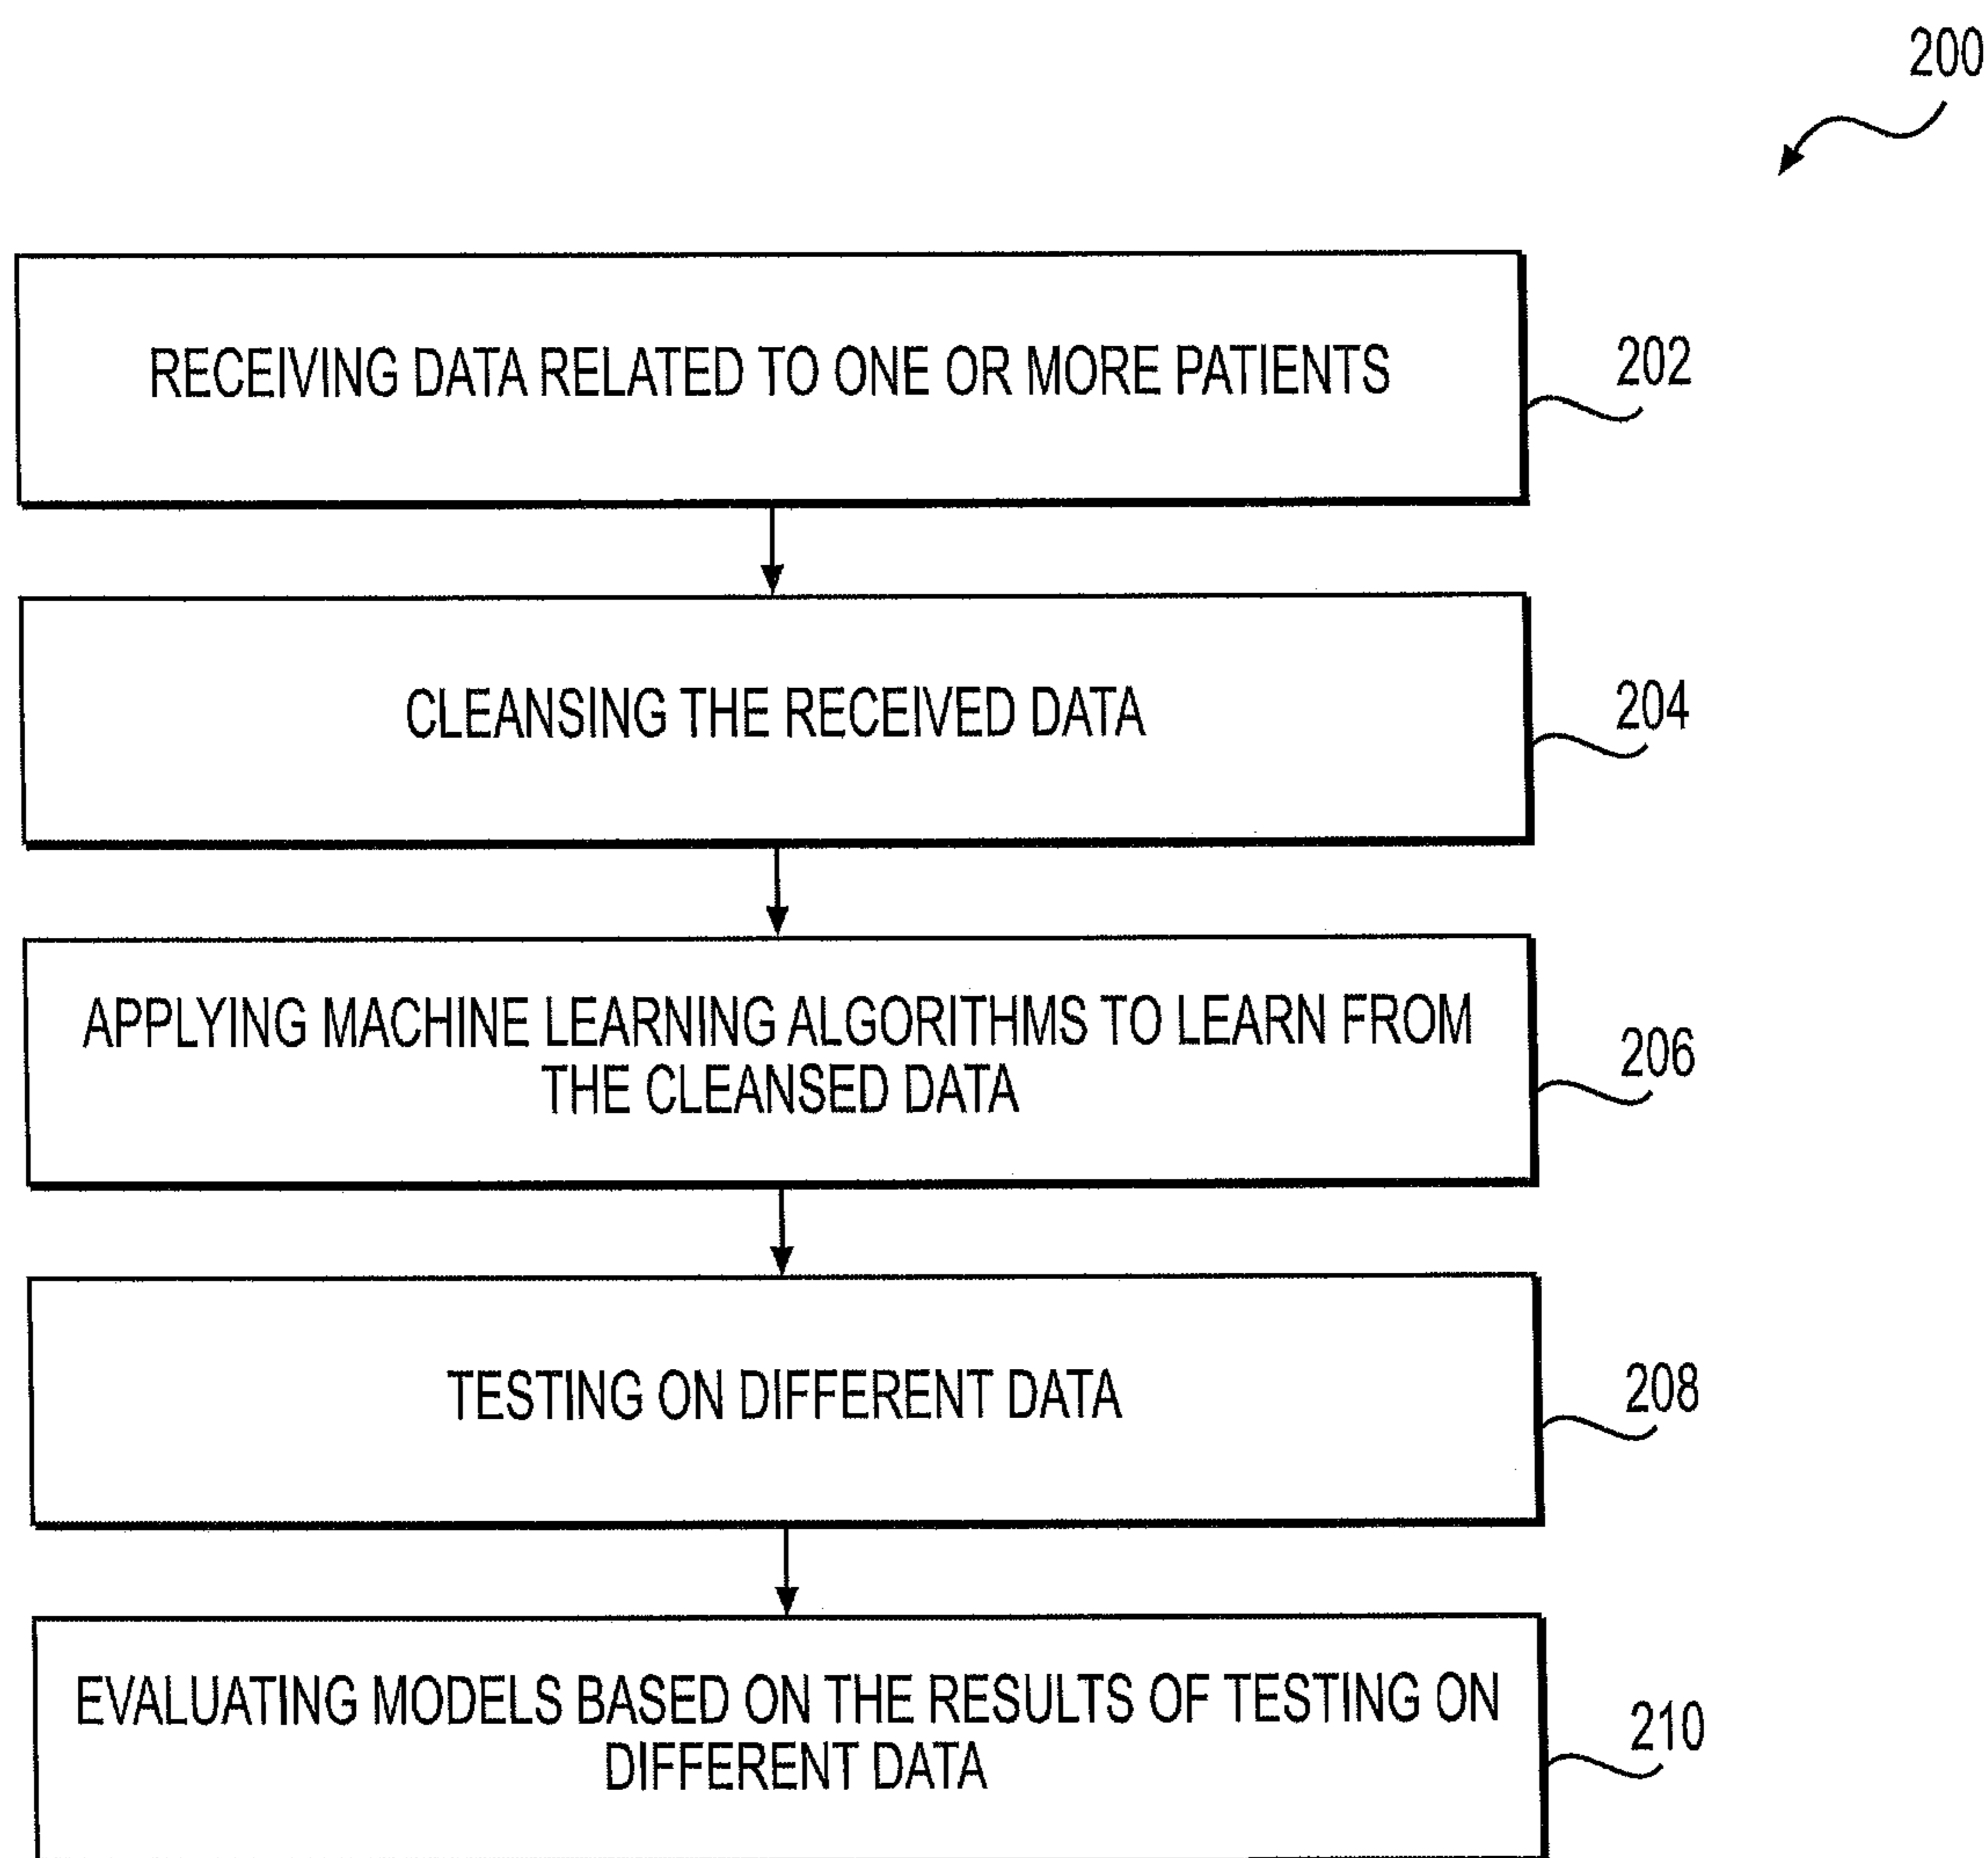 200
RECEIVING DATA RELATED TO ONE OR MORE PATIENTS
202
CLEANSING THE RECEIVED DATA
204
APPLYING MACHINE LEARNING ALGORITHMS TO LEARN FROM
THE CLEANSED DATA
206
TESTING ON DIFFERENT DATA
208
EVALUATING MODELS BASED ON THE RESULTS OF TESTING ON
DIFFERENT DATA
210